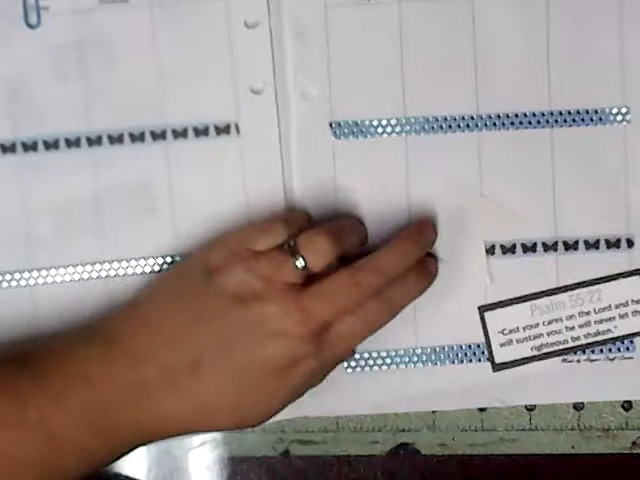 Psalm 55:22
"Cast your cares on the Lord and he
will sustain you; he will never let th
righteous be shaken."